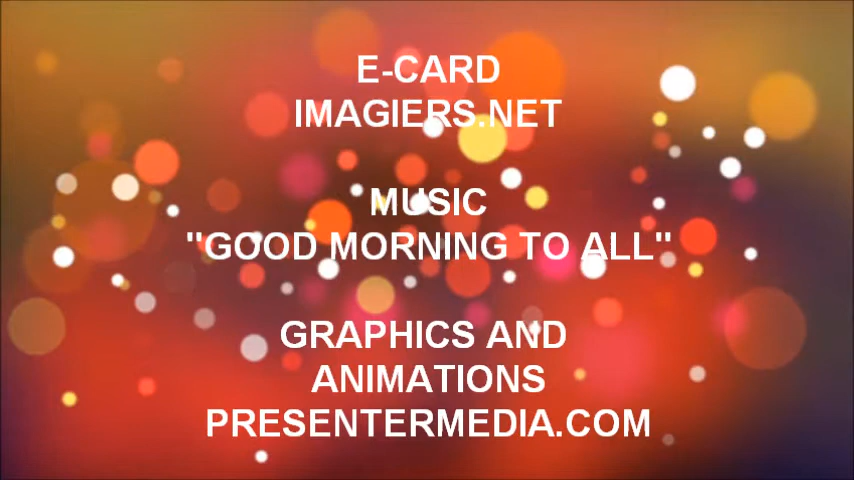 E-CARD
IMAGIERS.NET
MUSIC
"GOOD MORNING TO ALL"
GRAPHICS AND
ANIMATIONS
PRESENTERMEDIA.COM